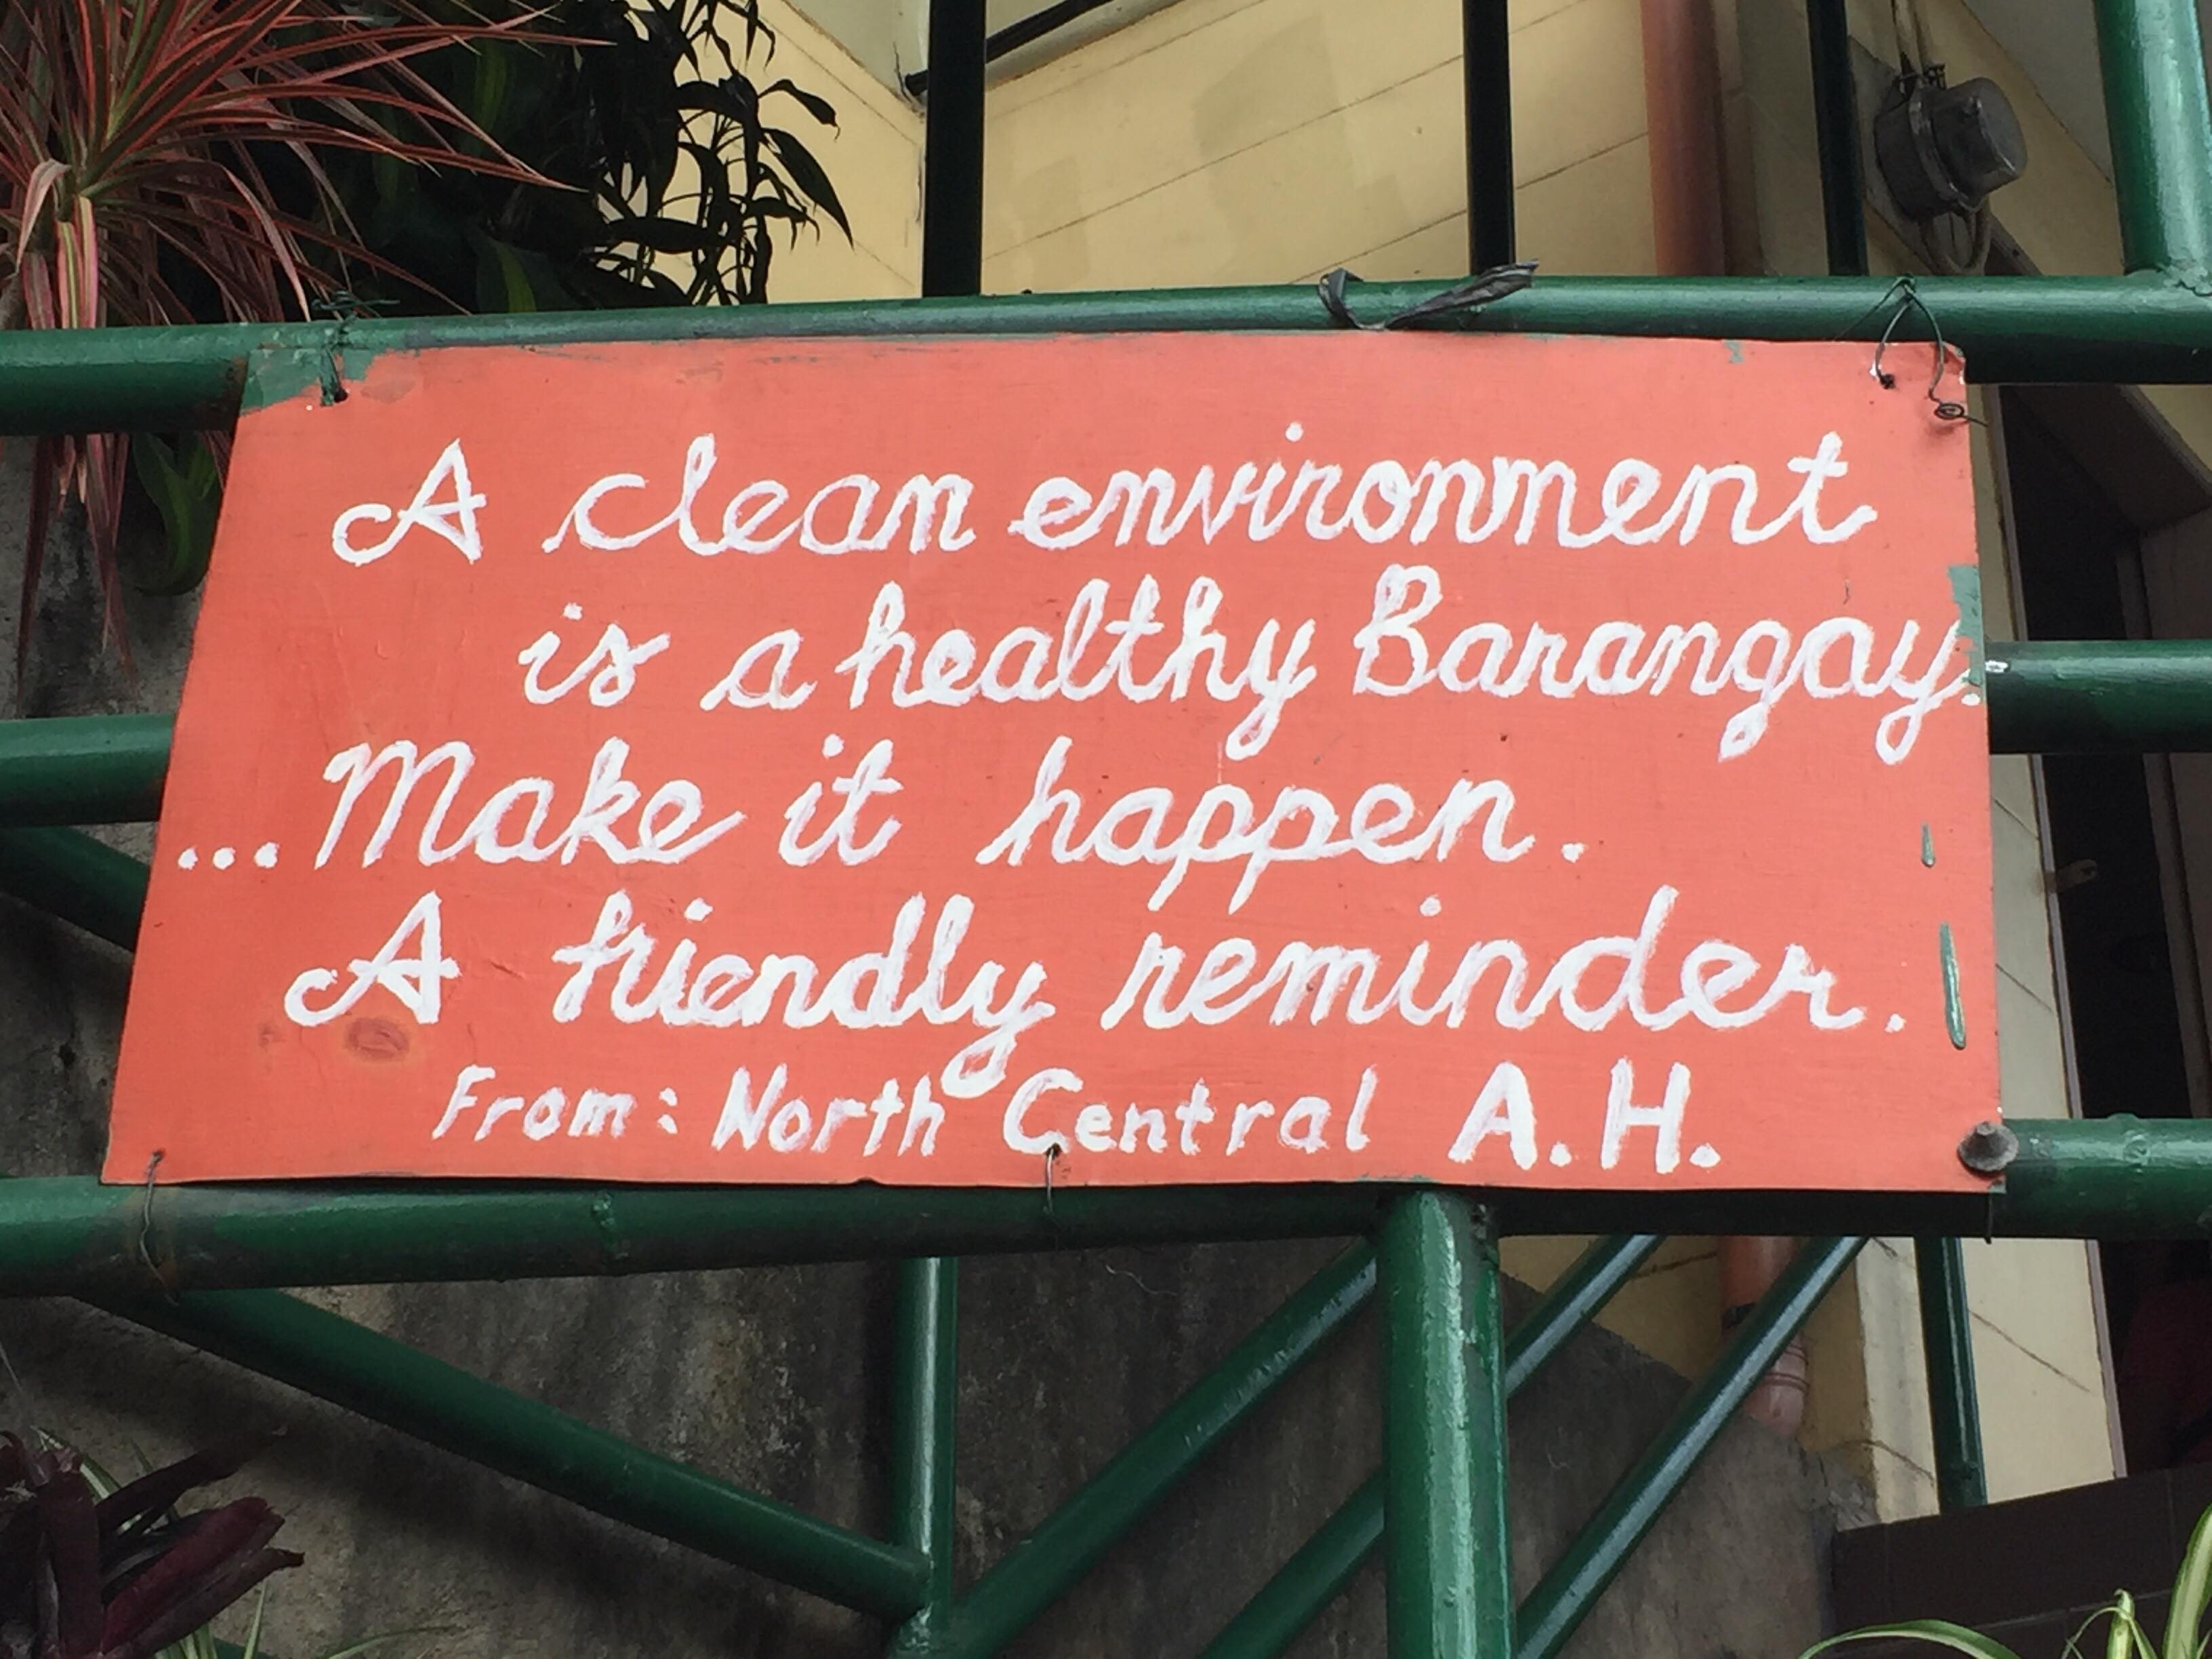 A clean environment
is a healthy Barangay.
...Make it happen.
A friendly reminder.
From: North Central A.H.